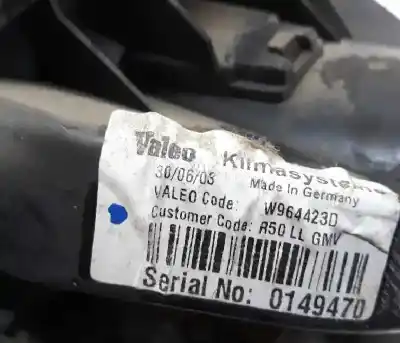 Valeo Klimasysteme
30/06/03 Made In Germany
VALEO Code: W964423D
Customer Code: R50 LL GMV
Serial No: 0149470